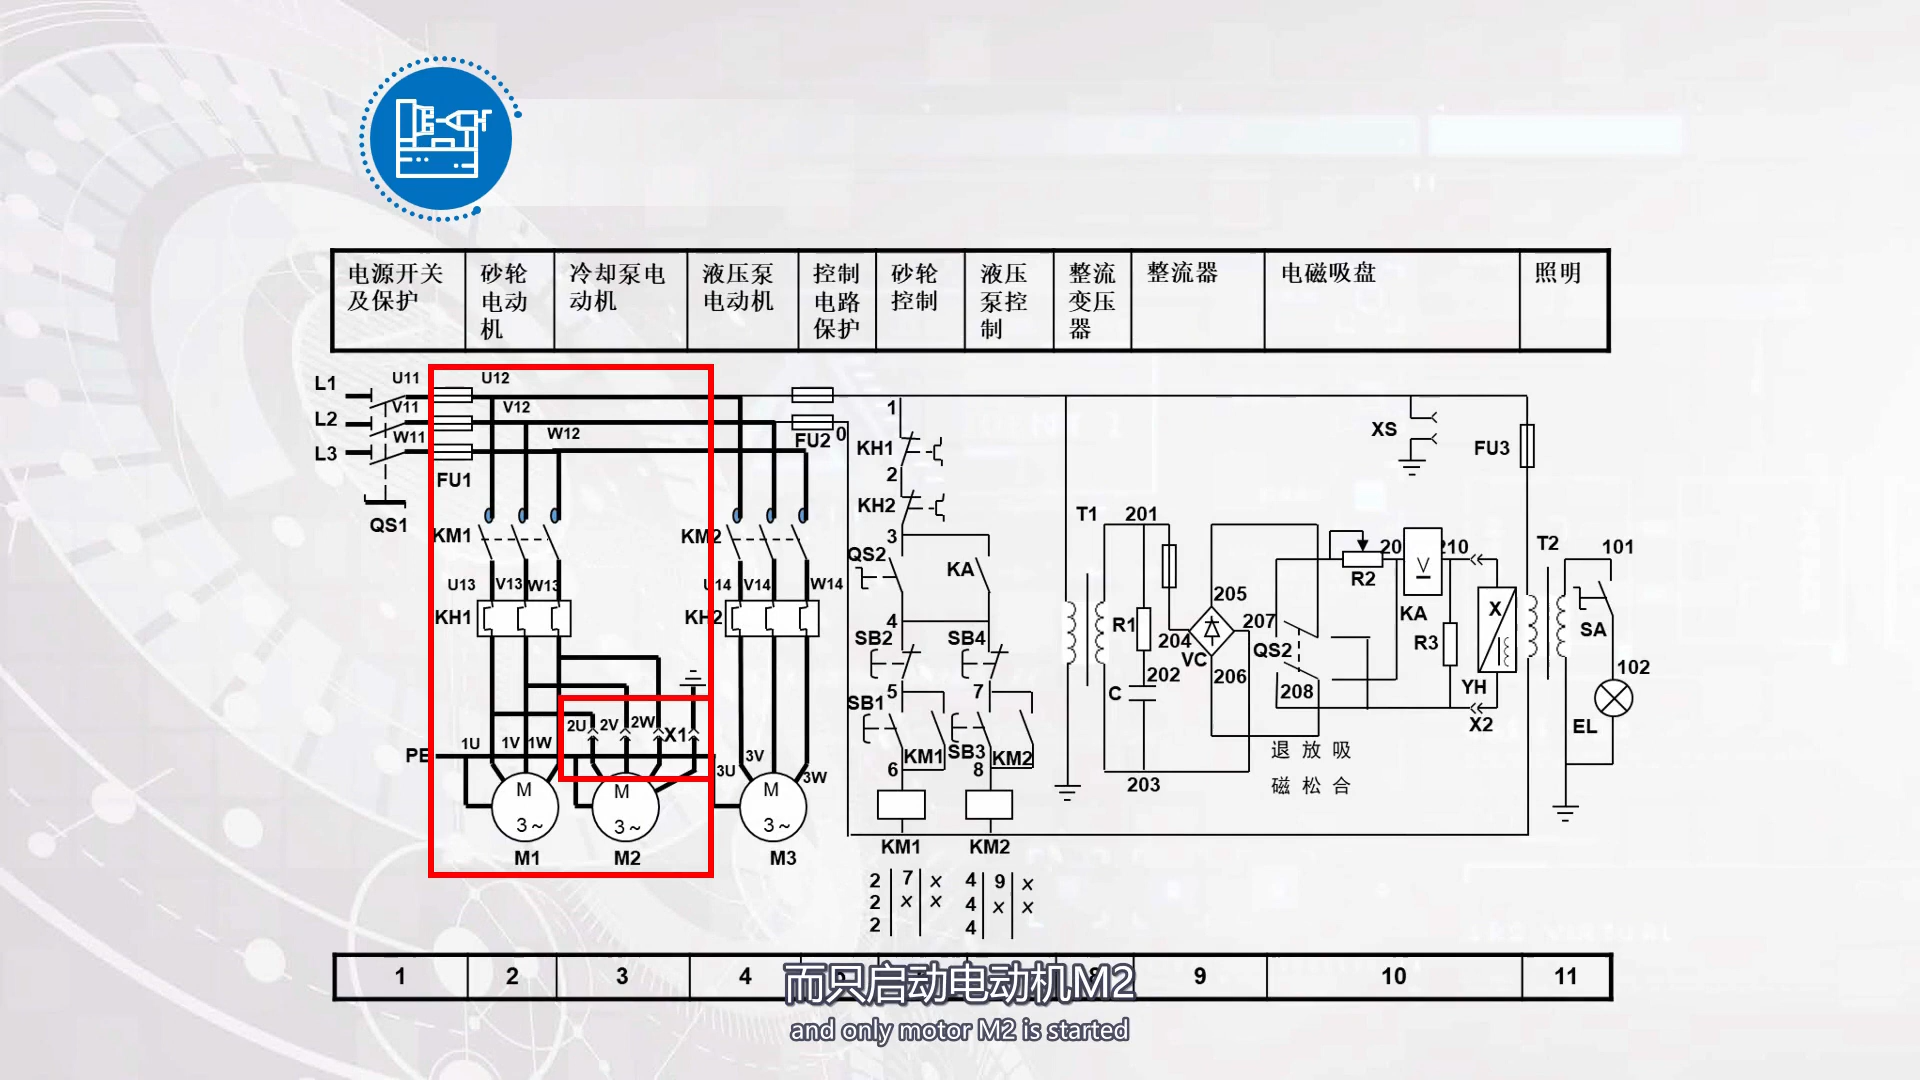 电源开关
及保护
砂轮
电动
机
冷却泵电
动机
液压泵
电动机
控制
电路
保护
砂轮
控制
液压
泵控
制
整流
变压
器
整流器
电磁吸盘
照明
L1
L2
L3
U11
V11
W11
U12
V12
W12
FU1
QS1
KM1
U13
V13
W13
KH1
PE
1U
1V
1W
2U
2V
2W
X1
M
3~
M1
M
3~
M2
KM2
U14
V14
W14
KH2
3U
3V
3W
M
3~
M3
FU2
0
1
KH1
2
KH2
3
QS2
KA
4
SB2
SB4
5
7
SB1
KM1
SB3
KM2
6
8
KM1
KM2
2
2
2
7
×
×
×
4
4
4
9
×
×
×
T1
201
R1
202
C
203
204
VC
205
206
207
QS2
208
退 放 吸
磁 松 合
R2
20
V
210
KA
R3
X
YH
X2
XS
FU3
T2
101
SA
102
EL
1
2
3
4
9
10
11
而只启动电动机M2
and only motor M2 is started